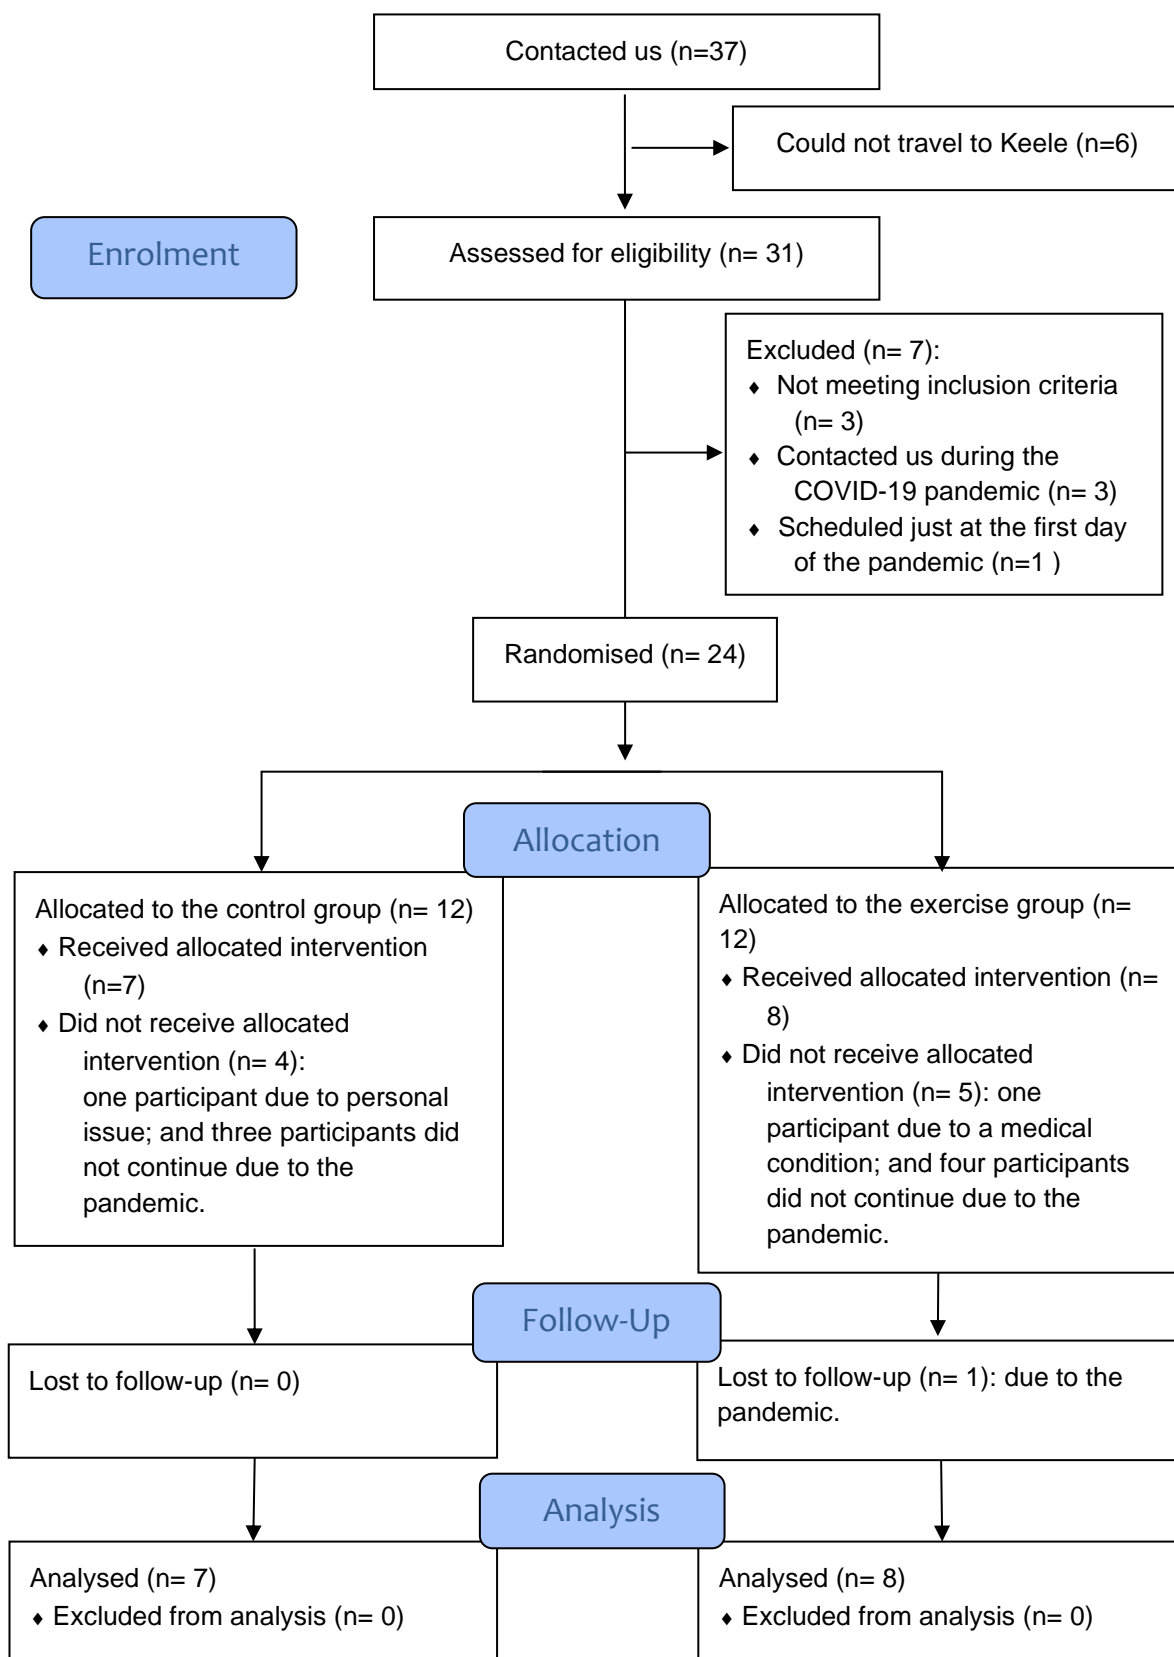 Contacted us (n=37)
Could not travel to Keele (n=6)
Enrolment
Assessed for eligibility (n= 31)
Excluded (n= 7):
♦ Not meeting inclusion criteria
(n= 3)
♦ Contacted us during the
COVID-19 pandemic (n= 3)
♦ Scheduled just at the first day
of the pandemic (n=1 )
Randomised (n= 24)
Allocation
Allocated to the control group (n= 12)
♦ Received allocated intervention
(n=7)
♦ Did not receive allocated
intervention (n= 4):
one participant due to personal
issue; and three participants did
not continue due to the
pandemic.
Allocated to the exercise group (n=
12)
♦ Received allocated intervention (n=
8)
♦ Did not receive allocated
intervention (n= 5): one
participant due to a medical
condition; and four participants
did not continue due to the
pandemic.
Follow-Up
Lost to follow-up (n= 0)
Lost to follow-up (n= 1): due to the
pandemic.
Analysis
Analysed (n= 7)
♦ Excluded from analysis (n= 0)
Analysed (n= 8)
♦ Excluded from analysis (n= 0)